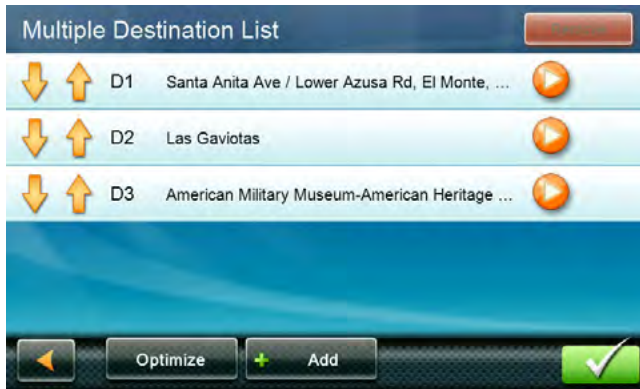 Multiple Destination List
D1 Santa Anita Ave / Lower Azusa Rd, El Monte, ...
D2 Las Gaviotas
D3 American Military Museum-American Heritage ...
Optimize + Add